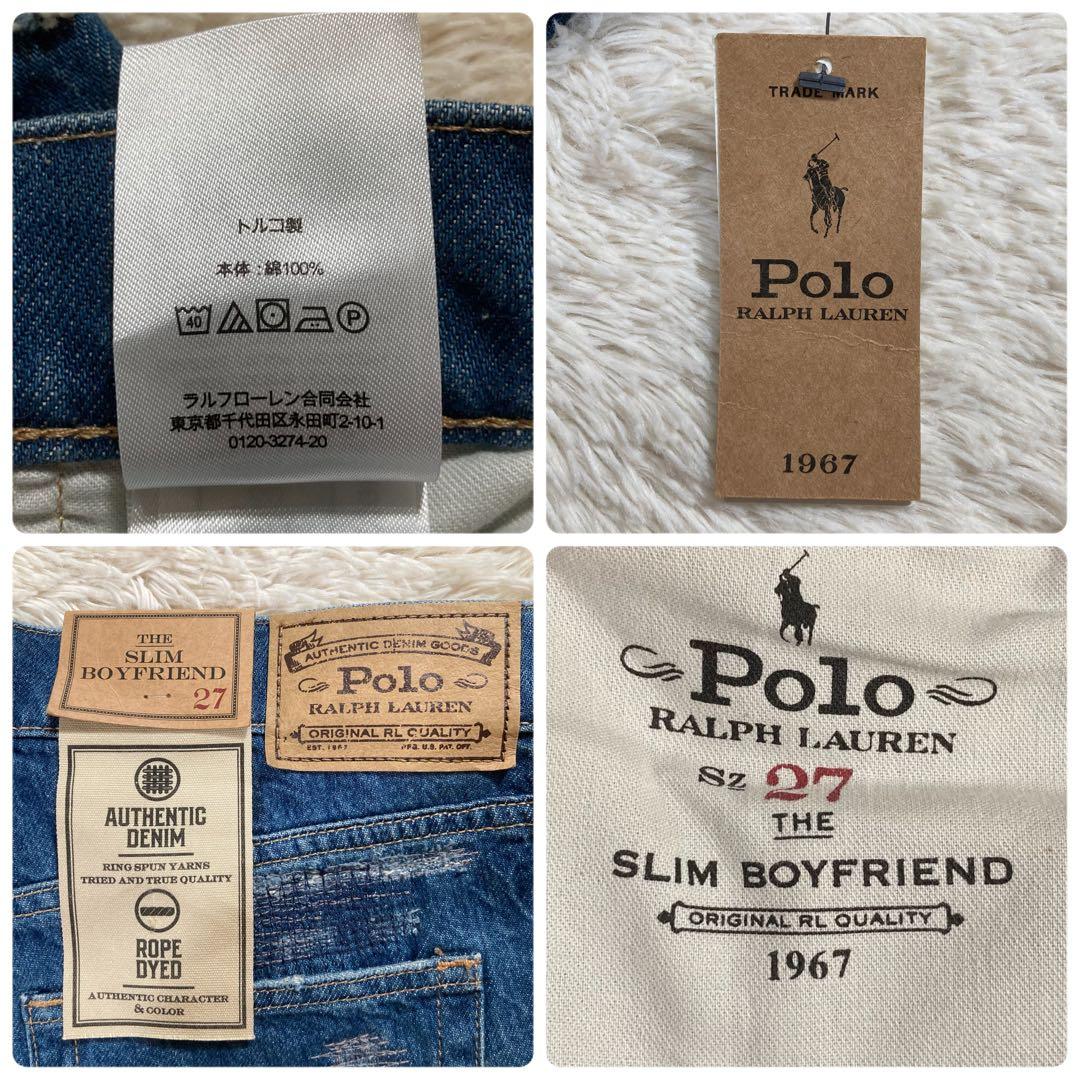 トルコ製
本体:綿100%
40
P
ラルフローレン合同会社
東京都千代田区永田町2-10-1
0120-3274-20
TRADE MARK
Polo
RALPH LAUREN
1967
THE
SLIM
BOYFRIEND
27
AUTHENTIC
DENIM
RING SPUN YARNS
TRIED AND TRUE QUALITY
ROPE
DYED
AUTHENTIC CHARACTER
& COLOR
AUTHENTIC DENIM GOODS
Polo
RALPH LAUREN
ORIGINAL RL QUALITY
EST. 1967 REG. U.S. PAT. OFF.
Polo
RALPH LAUREN
Sz 27
THE
SLIM BOYFRIEND
ORIGINAL RL QUALITY
1967